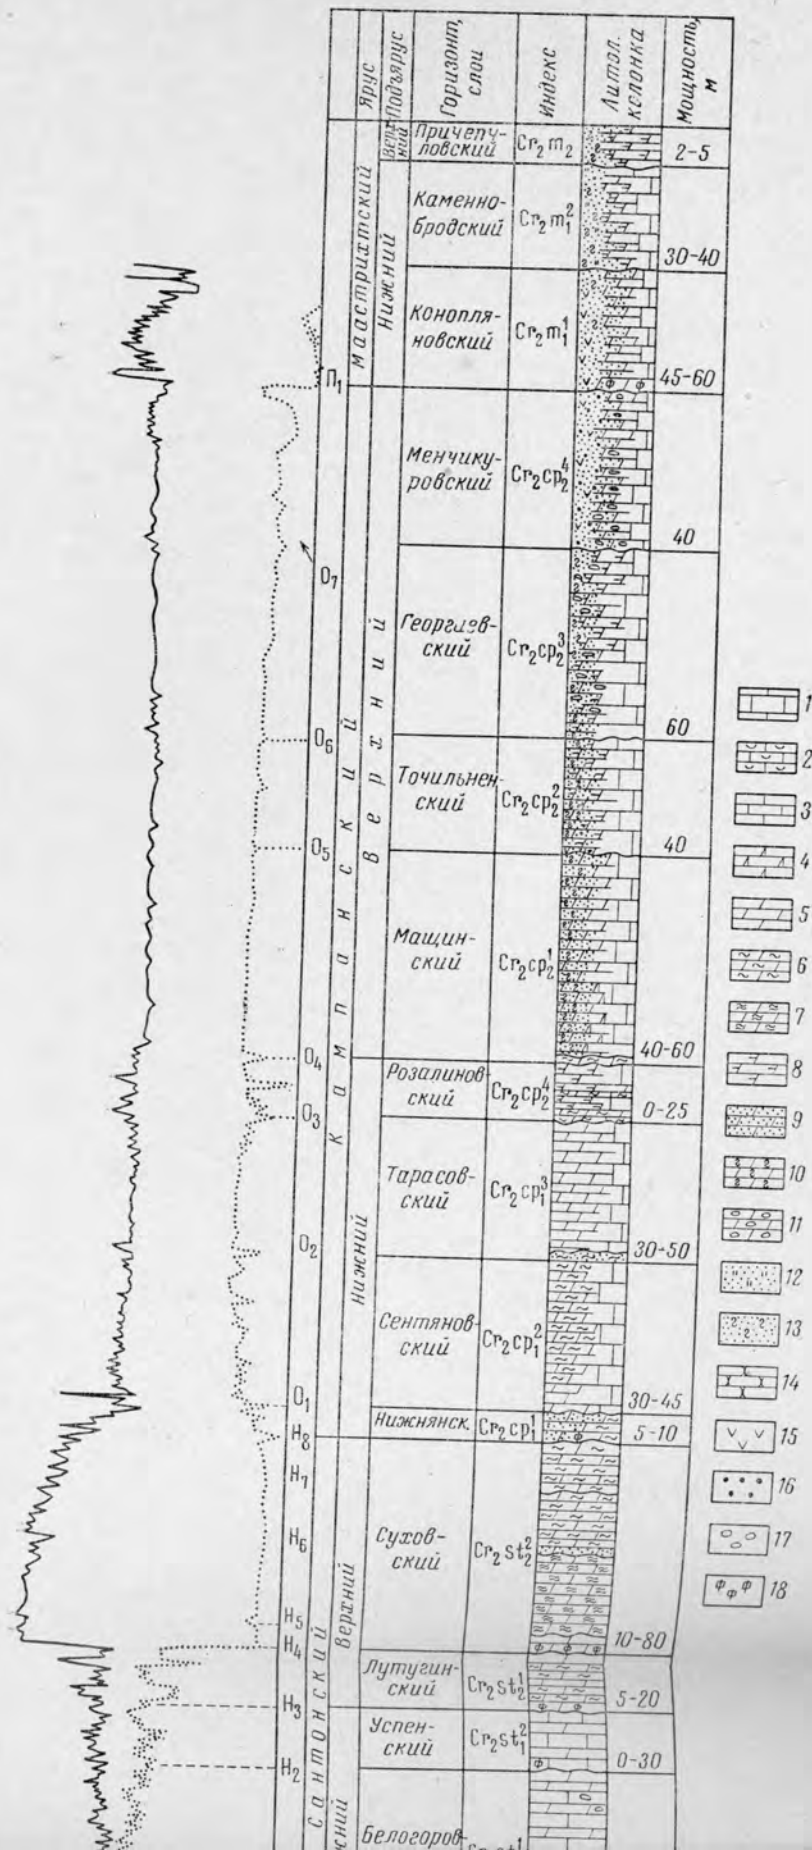 Ярус
Подъярус
Горизонт,
слои
Индекс
Литол.
колонка
Мощность,
м
Маастрихтский
Верх-
ний
Причепи-
ловский
Cr₂m₂
2-5
Нижний
Каменно-
бродский
Cr₂m₁²
30-40
Конопля-
новский
Cr₂m₁¹
45-60
П₁
Кампанский
Верхний
Менчику-
ровский
Cr₂cp₂⁴
40
О₇
Георгиев-
ский
Cr₂cp₂³
60
О₆
Точильнен-
ский
Cr₂cp₂²
40
О₅
Мащин-
ский
Cr₂cp₂¹
40-60
О₄
Нижний
Розалинов-
ский
Cr₂cp₂⁴
0-25
О₃
Тарасов-
ский
Cr₂cp₁³
30-50
О₂
Сентянов-
ский
Cr₂cp₁²
30-45
О₁
Нижнянск.
Cr₂cp₁¹
5-10
Н₈
Сантонский
Верхний
Н₇
Н₆
Суховский
Cr₂st₂²
10-80
Н₅
Н₄
Лутугин-
ский
Cr₂st₂¹
5-20
Н₃
Успен-
ский
Cr₂st₁²
0-30
Н₂
Белогоров-
1
2
3
4
5
6
7
8
9
10
11
12
13
14
15
16
17
18